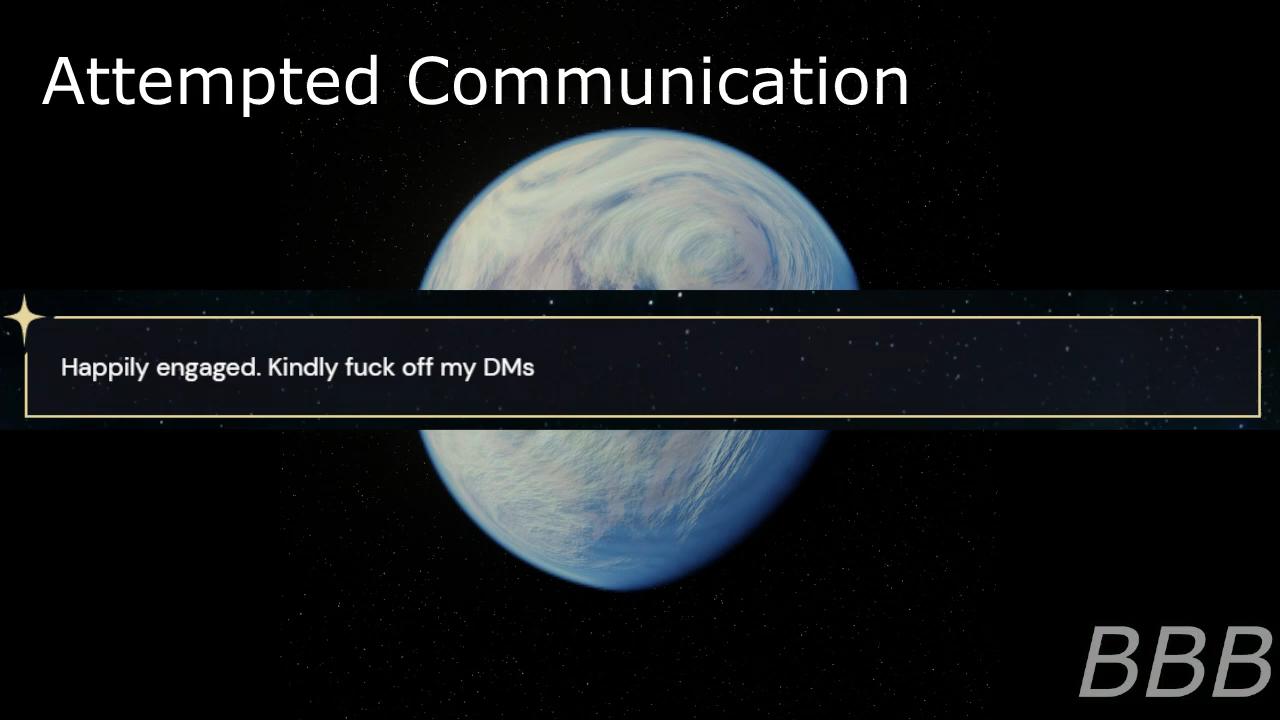 Attempted Communication
Happily engaged. Kindly fuck off my DMs
BBB